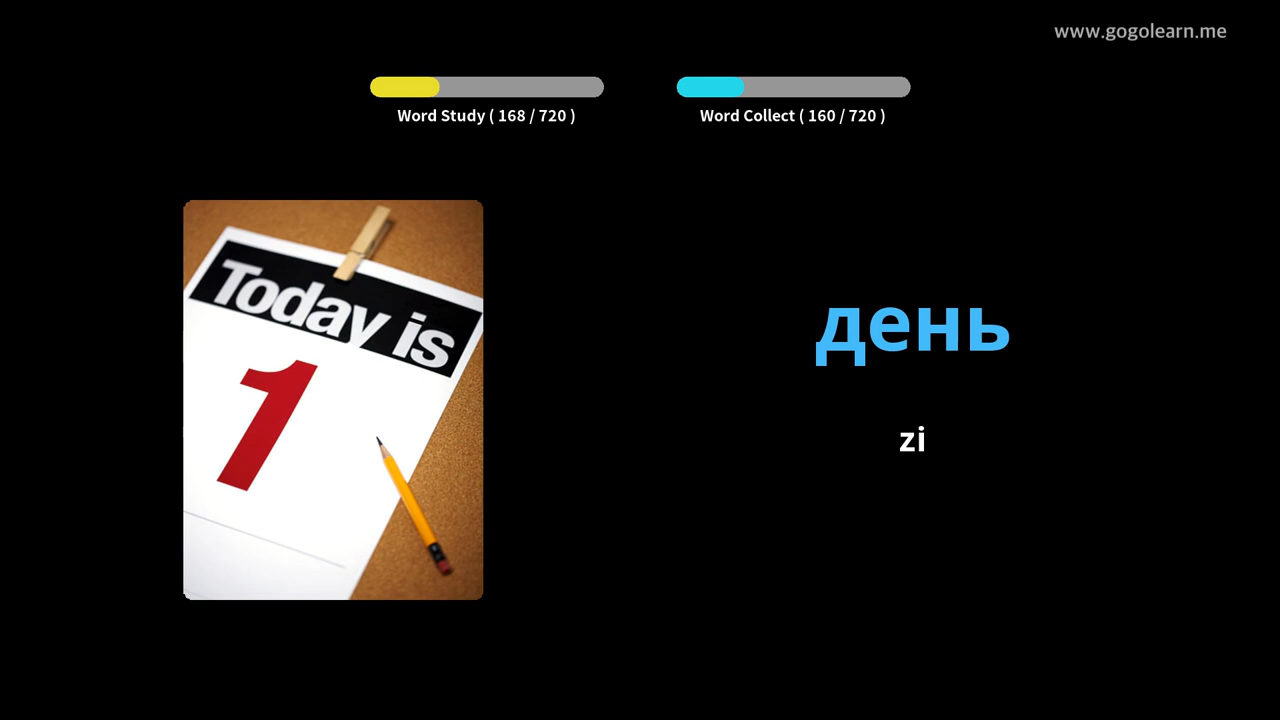 www.gogolearn.me
Word Study ( 168 / 720 )
Word Collect ( 160 / 720 )
Today is
1
день
zi